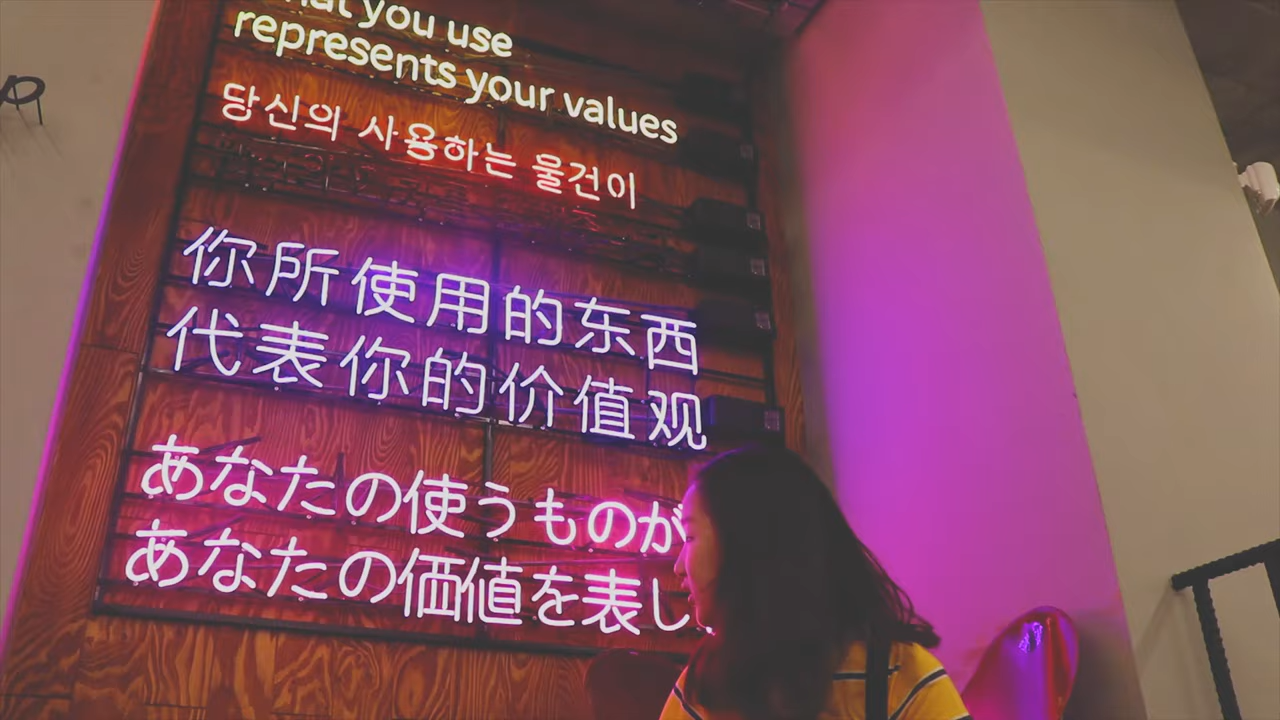 you use
represents your values
당신의 사용하는 물건이
你所使用的东西
代表你的价值观
あなたの使うものが
あなたの価値を表し